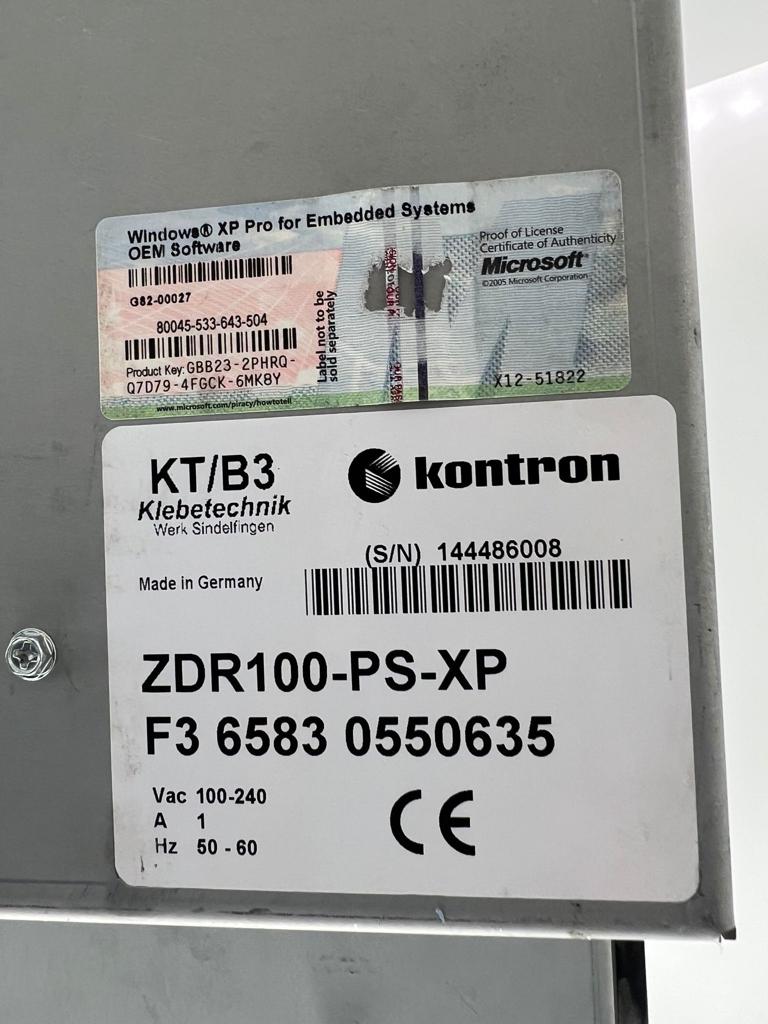 Windows® XP Pro for Embedded Systems
OEM Software
G82-00027
80045-533-643-504
Product Key: GBB23-2PHRQ-
Q7D79-4FGCK-6MK8Y
www.microsoft.com/piracy/howtotell
Label not to be
sold separately
Proof of License
Certificate of Authenticity
Microsoft®
©2005 Microsoft Corporation
X12-51822
KT/B3
Klebetechnik
Werk Sindelfingen
kontron
(S/N) 144486008
Made in Germany
ZDR100-PS-XP
F3 6583 0550635
Vac 100-240
A 1
Hz 50 - 60
CE